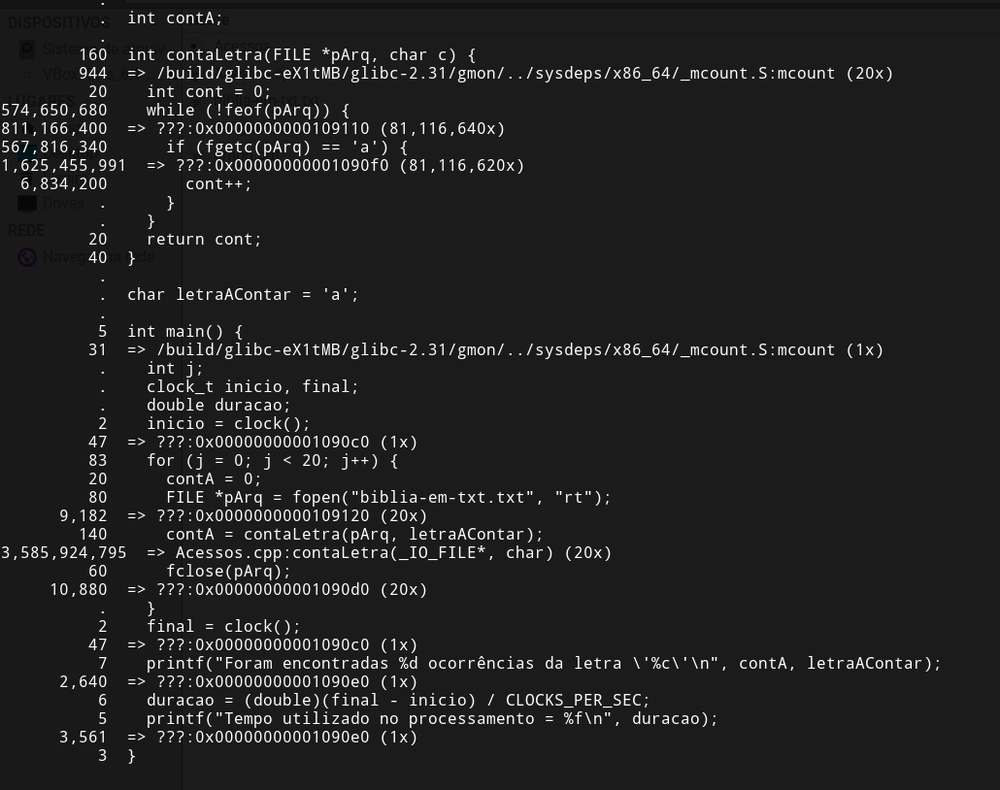 .
. int contA;
.
160 int contaLetra(FILE *pArq, char c) {
944 => /build/glibc-eX1tMB/glibc-2.31/gmon/../sysdeps/x86_64/_mcount.S:mcount (20x)
20 int cont = 0;
574,650,680 while (!feof(pArq)) {
811,166,400 => ???:0x0000000000109110 (81,116,640x)
567,816,340 if (fgetc(pArq) == 'a') {
1,625,455,991 => ???:0x00000000001090f0 (81,116,620x)
6,834,200 cont++;
. }
. }
20 return cont;
40 }
.
. char letraAContar = 'a';
.
5 int main() {
31 => /build/glibc-eX1tMB/glibc-2.31/gmon/../sysdeps/x86_64/_mcount.S:mcount (1x)
. int j;
. clock_t inicio, final;
. double duracao;
2 inicio = clock();
47 => ???:0x00000000001090c0 (1x)
83 for (j = 0; j < 20; j++) {
20 contA = 0;
80 FILE *pArq = fopen("biblia-em-txt.txt", "rt");
9,182 => ???:0x0000000000109120 (20x)
140 contA = contaLetra(pArq, letraAContar);
3,585,924,795 => Acessos.cpp:contaLetra(_IO_FILE*, char) (20x)
60 fclose(pArq);
10,880 => ???:0x00000000001090d0 (20x)
. }
2 final = clock();
47 => ???:0x00000000001090c0 (1x)
7 printf("Foram encontradas %d ocorrências da letra \'%c\'\n", contA, letraAContar);
2,640 => ???:0x00000000001090e0 (1x)
6 duracao = (double)(final - inicio) / CLOCKS_PER_SEC;
5 printf("Tempo utilizado no processamento = %f\n", duracao);
3,561 => ???:0x00000000001090e0 (1x)
3 }
DISPOSITIVOS
LUGARES
Drives
REDE